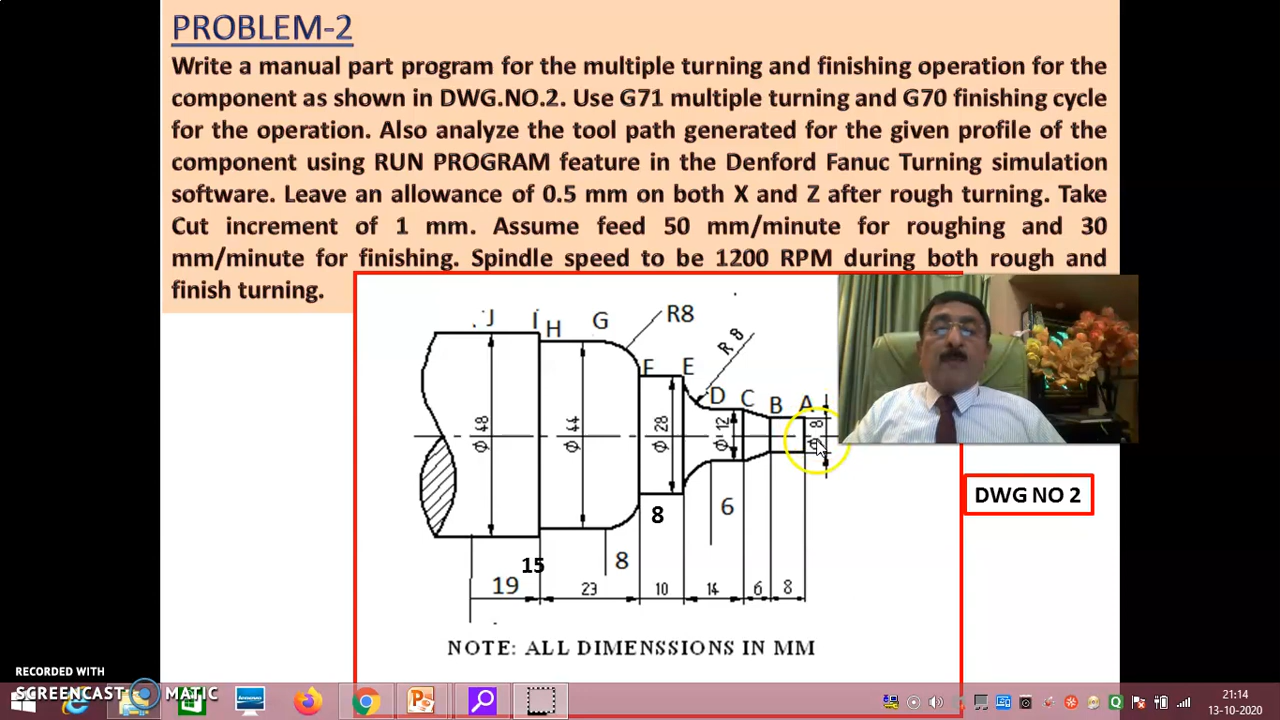 PROBLEM-2
Write a manual part program for the multiple turning and finishing operation for the
component as shown in DWG.NO.2. Use G71 multiple turning and G70 finishing cycle
for the operation. Also analyze the tool path generated for the given profile of the
component using RUN PROGRAM feature in the Denford Fanuc Turning simulation
software. Leave an allowance of 0.5 mm on both X and Z after rough turning. Take
Cut increment of 1 mm. Assume feed 50 mm/minute for roughing and 30
mm/minute for finishing. Spindle speed to be 1200 RPM during both rough and
finish turning.
J I H G R8
R 8
F E D C B A
ϕ 48 ϕ 44 ϕ 28 ϕ 12 ϕ 8
8 6
15 8
19 23 10 14 6 8
DWG NO 2
NOTE: ALL DIMENSSIONS IN MM
RECORDED WITH
SCREENCAST MATIC
21:14
13-10-2020